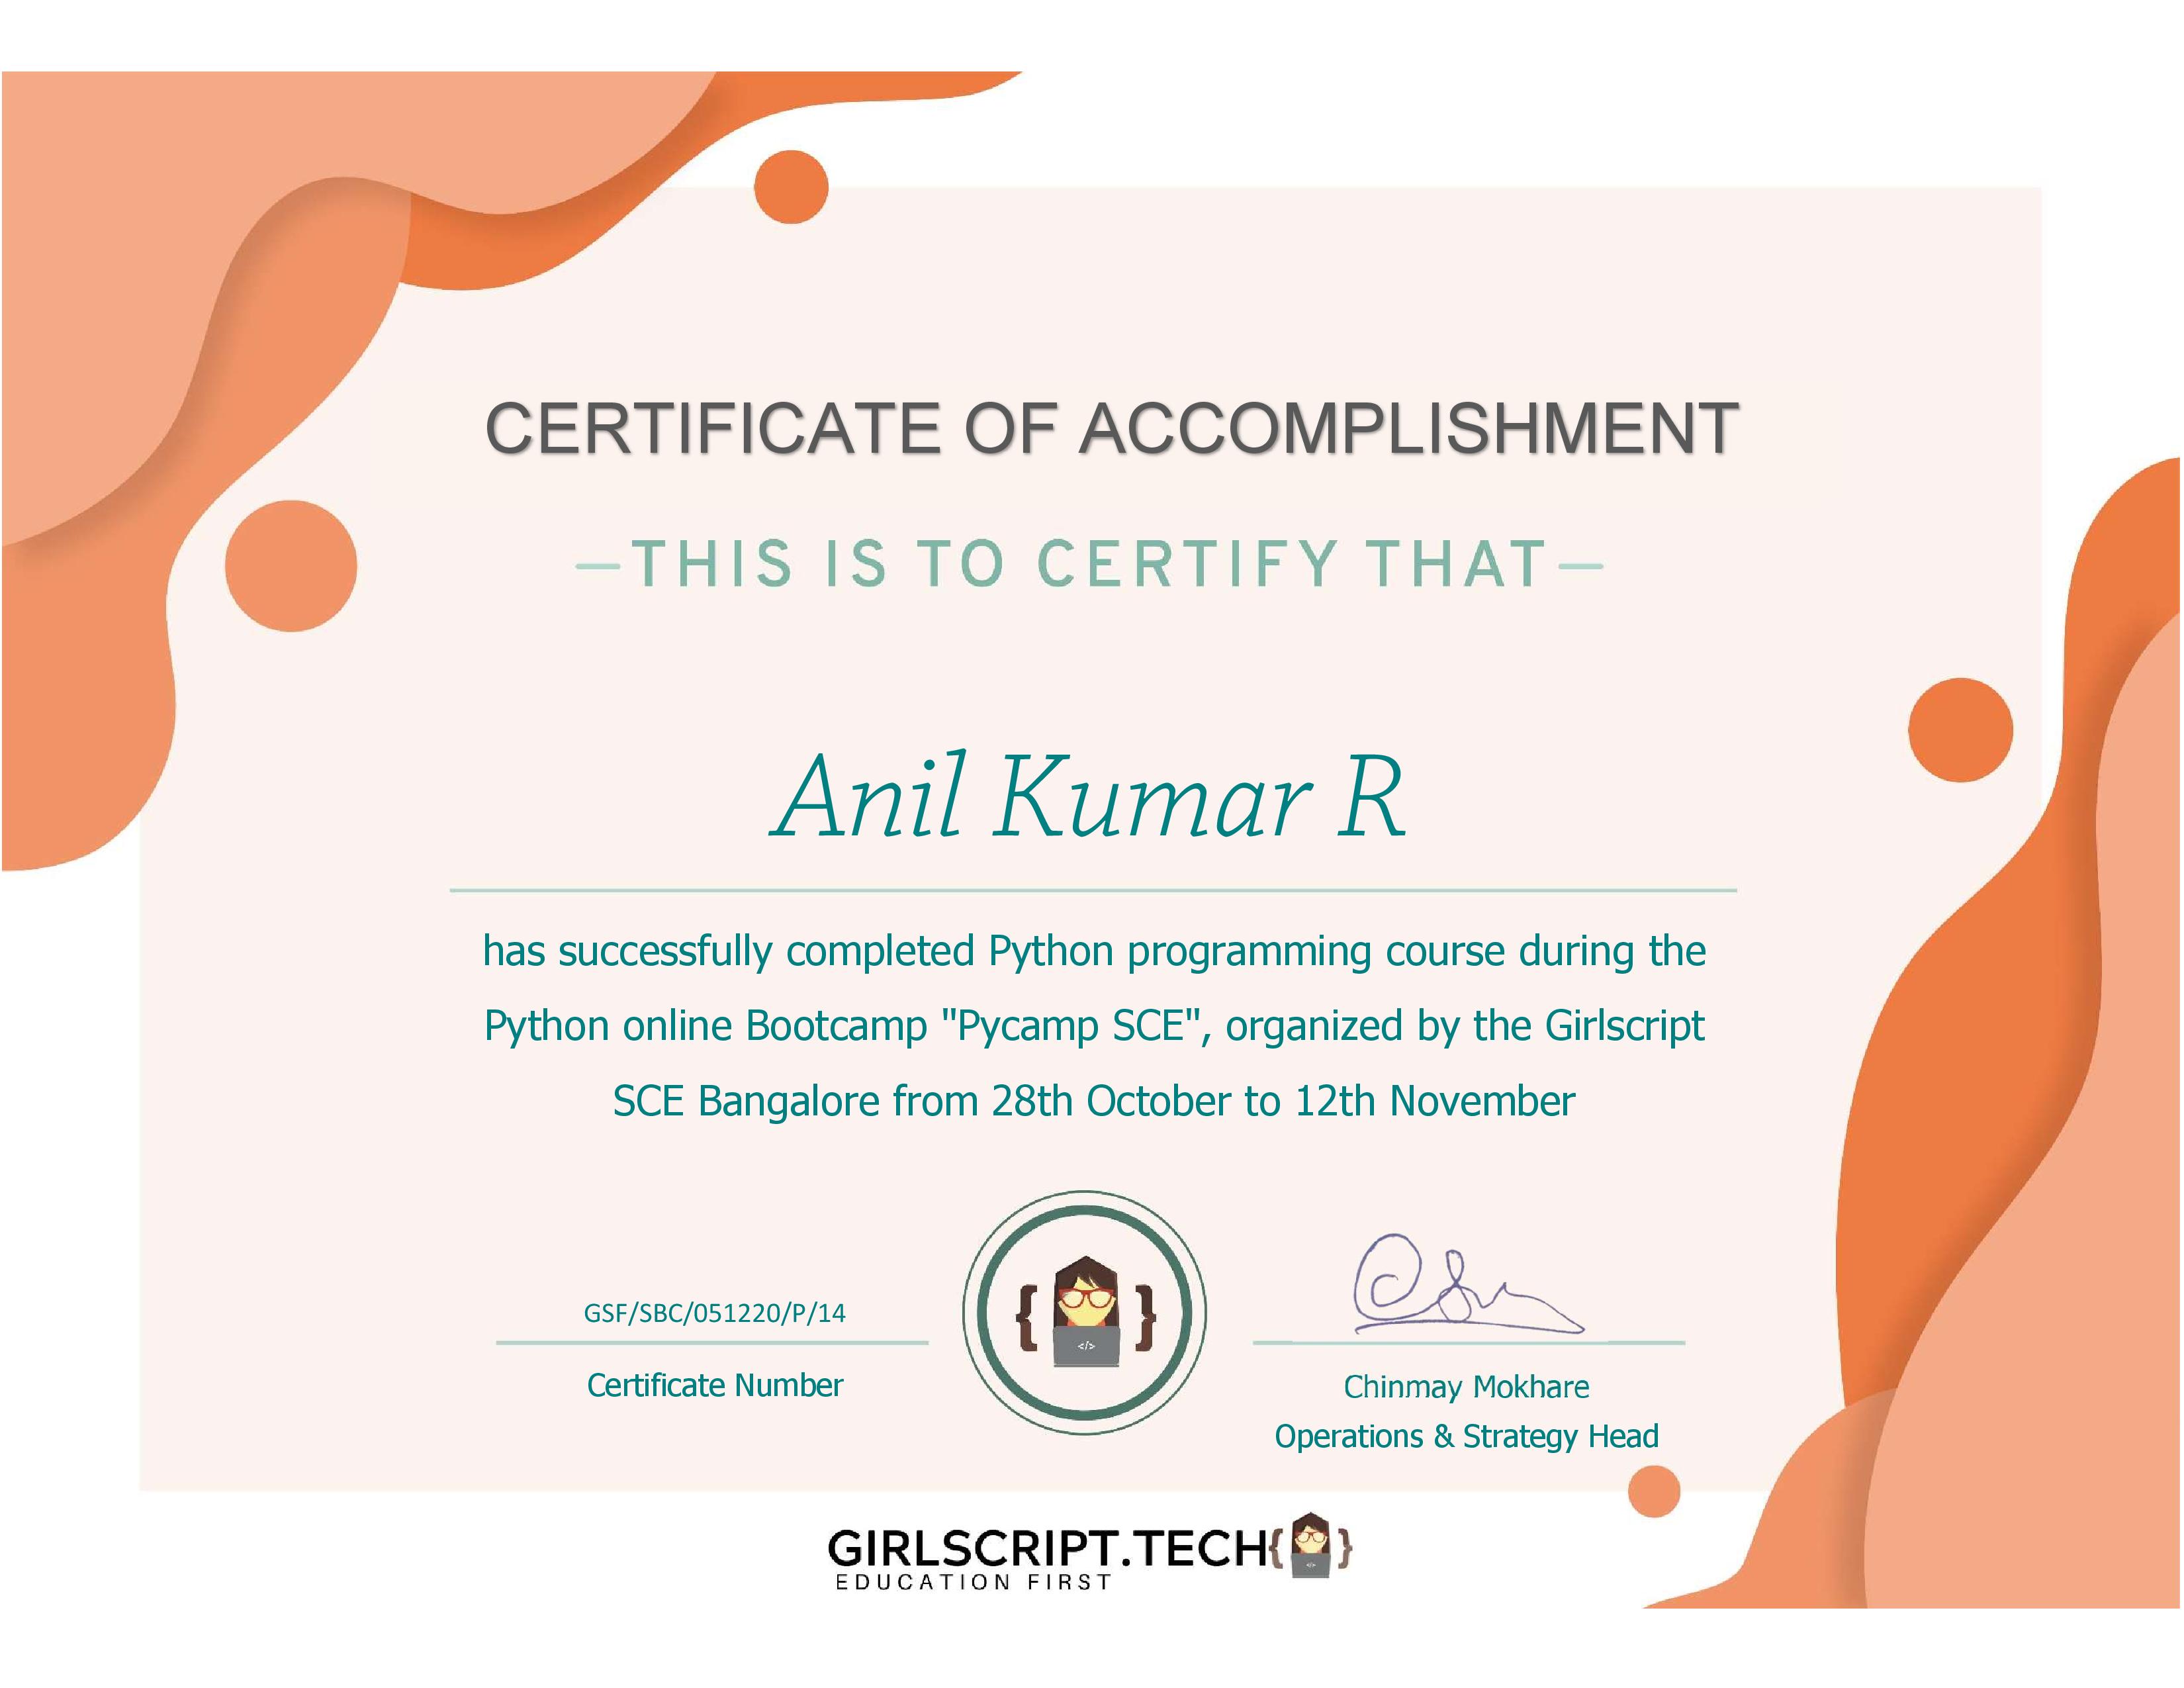 CERTIFICATE OF ACCOMPLISHMENT
—THIS IS TO CERTIFY THAT—
Anil Kumar R
has successfully completed Python programming course during the
Python online Bootcamp "Pycamp SCE", organized by the Girlscript
SCE Bangalore from 28th October to 12th November
GSF/SBC/051220/P/14
Certificate Number
{ </> }
Chinmay Mokhare
Operations & Strategy Head
GIRLSCRIPT.TECH{ </> }
EDUCATION FIRST